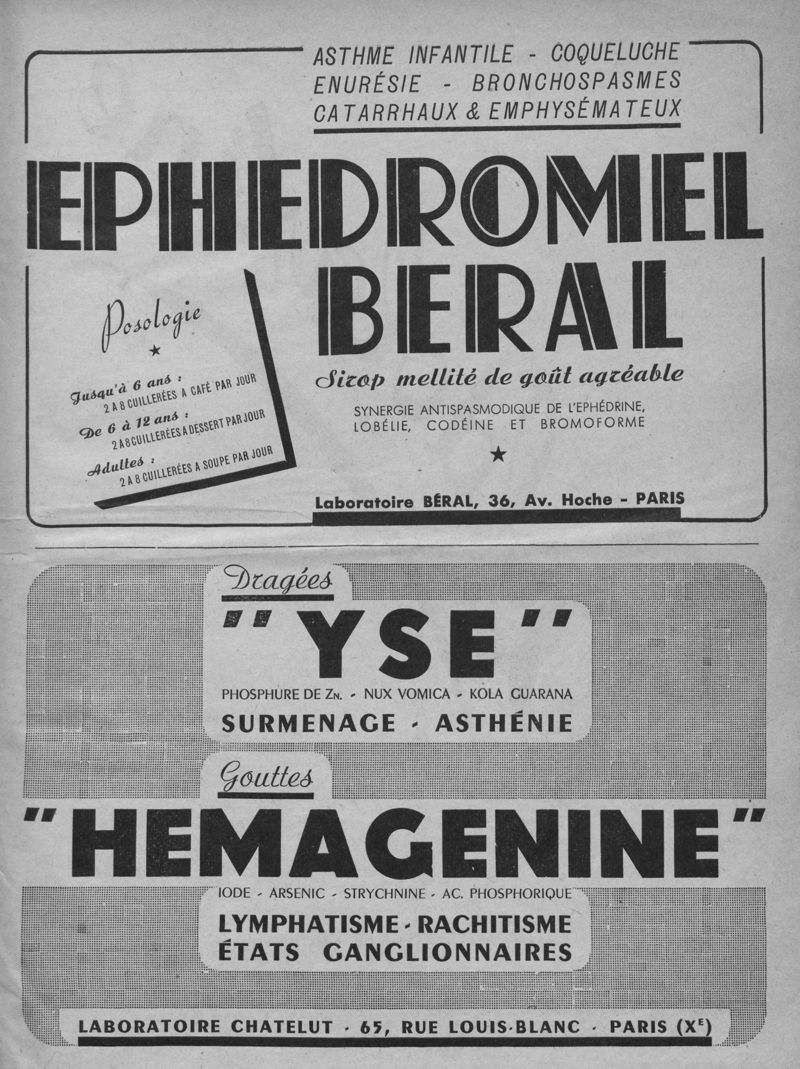 ASTHME INFANTILE - COQUELUCHE
ENURÉSIE - BRONCHOSPASMES
CATARRHAUX & EMPHYSÉMATEUX
EPHEDROMEL
BERAL
Sirop mellité de goût agréable
SYNERGIE ANTISPASMODIQUE DE L'EPHÉDRINE,
LOBÉLIE, CODÉINE ET BROMOFORME
Posologie
Jusqu'à 6 ans :
2 A 8 CUILLERÉES A CAFÉ PAR JOUR
De 6 à 12 ans :
2 A 8 CUILLERÉES A DESSERT PAR JOUR
Adultes :
2 A 8 CUILLERÉES A SOUPE PAR JOUR
Laboratoire BÉRAL, 36, Av. Hoche - PARIS
Dragées
"YSE"
PHOSPHURE DE ZN. - NUX VOMICA - KOLA GUARANA
SURMENAGE - ASTHÉNIE
Gouttes
"HEMAGENINE"
IODE - ARSENIC - STRYCHNINE - AC. PHOSPHORIQUE
LYMPHATISME - RACHITISME
ÉTATS GANGLIONNAIRES
LABORATOIRE CHATELUT - 65, RUE LOUIS-BLANC - PARIS (XE)